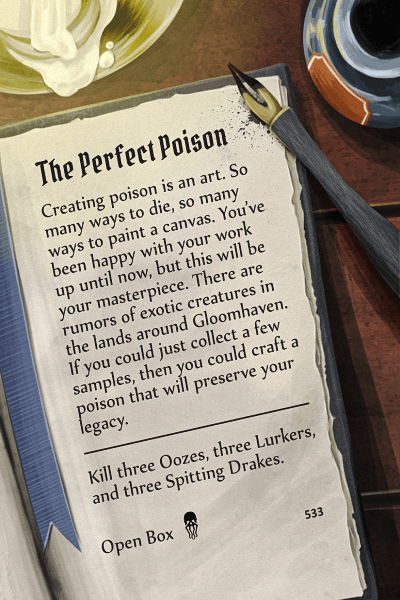 The Perfect Poison
Creating poison is an art. So
many ways to die, so many
ways to paint a canvas. You've
been happy with your work
up until now, but this will be
your masterpiece. There are
rumors of exotic creatures in
the lands around Gloomhaven.
If you could just collect a few
samples, then you could craft a
poison that will preserve your
legacy.
Kill three Oozes, three Lurkers,
and three Spitting Drakes.
Open Box
533